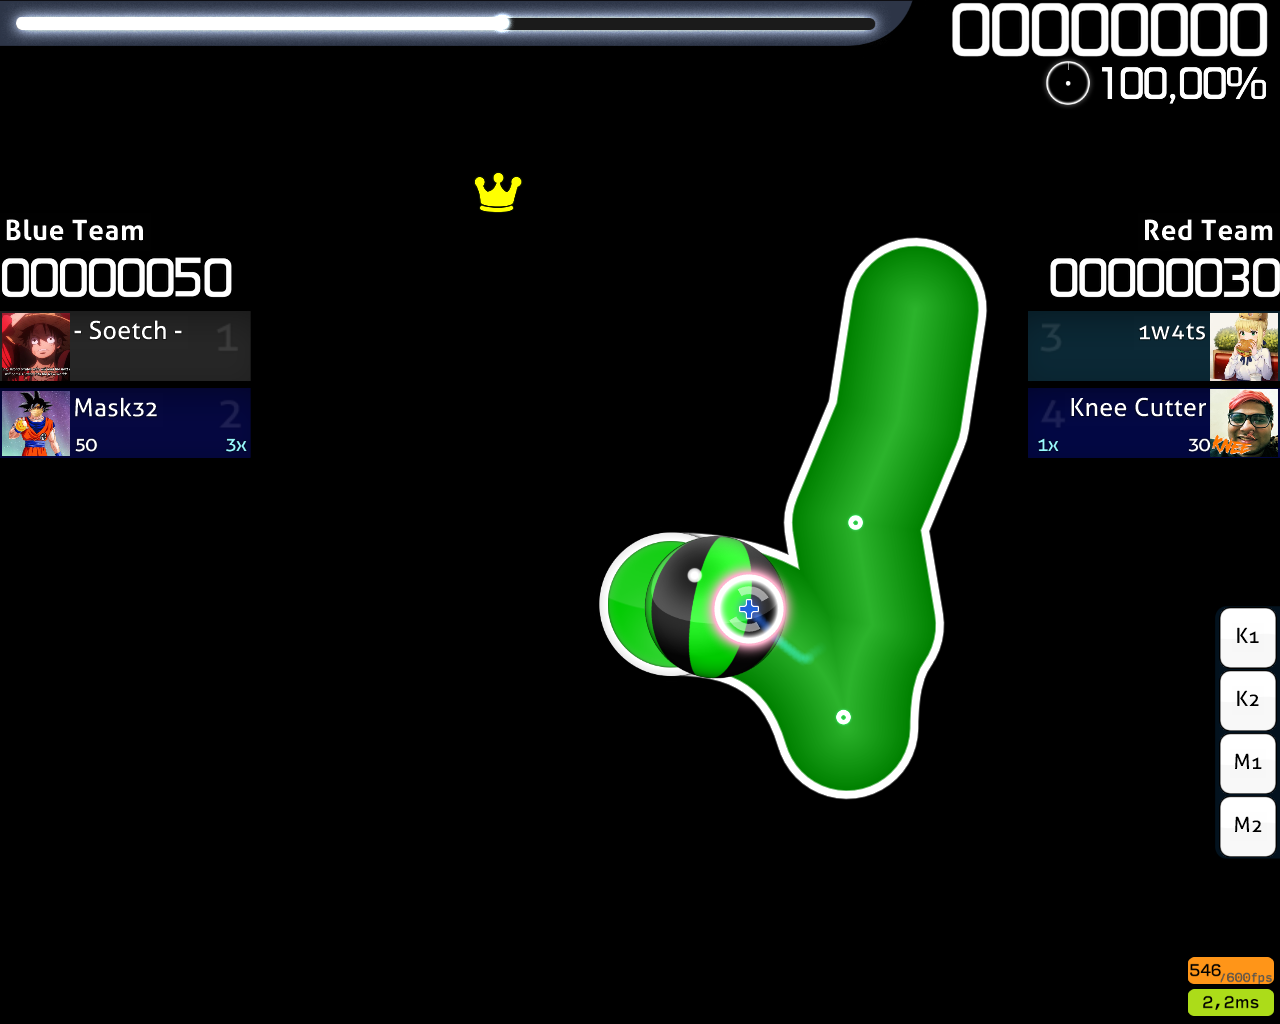 00000000
100,00%
Blue Team
00000050
- Soetch -
1
Mask32
2
50
3x
Red Team
00000030
1w4ts
3
Knee Cutter
4
1x
30
KNEE
K1
K2
M1
M2
546/600fps
2,2ms